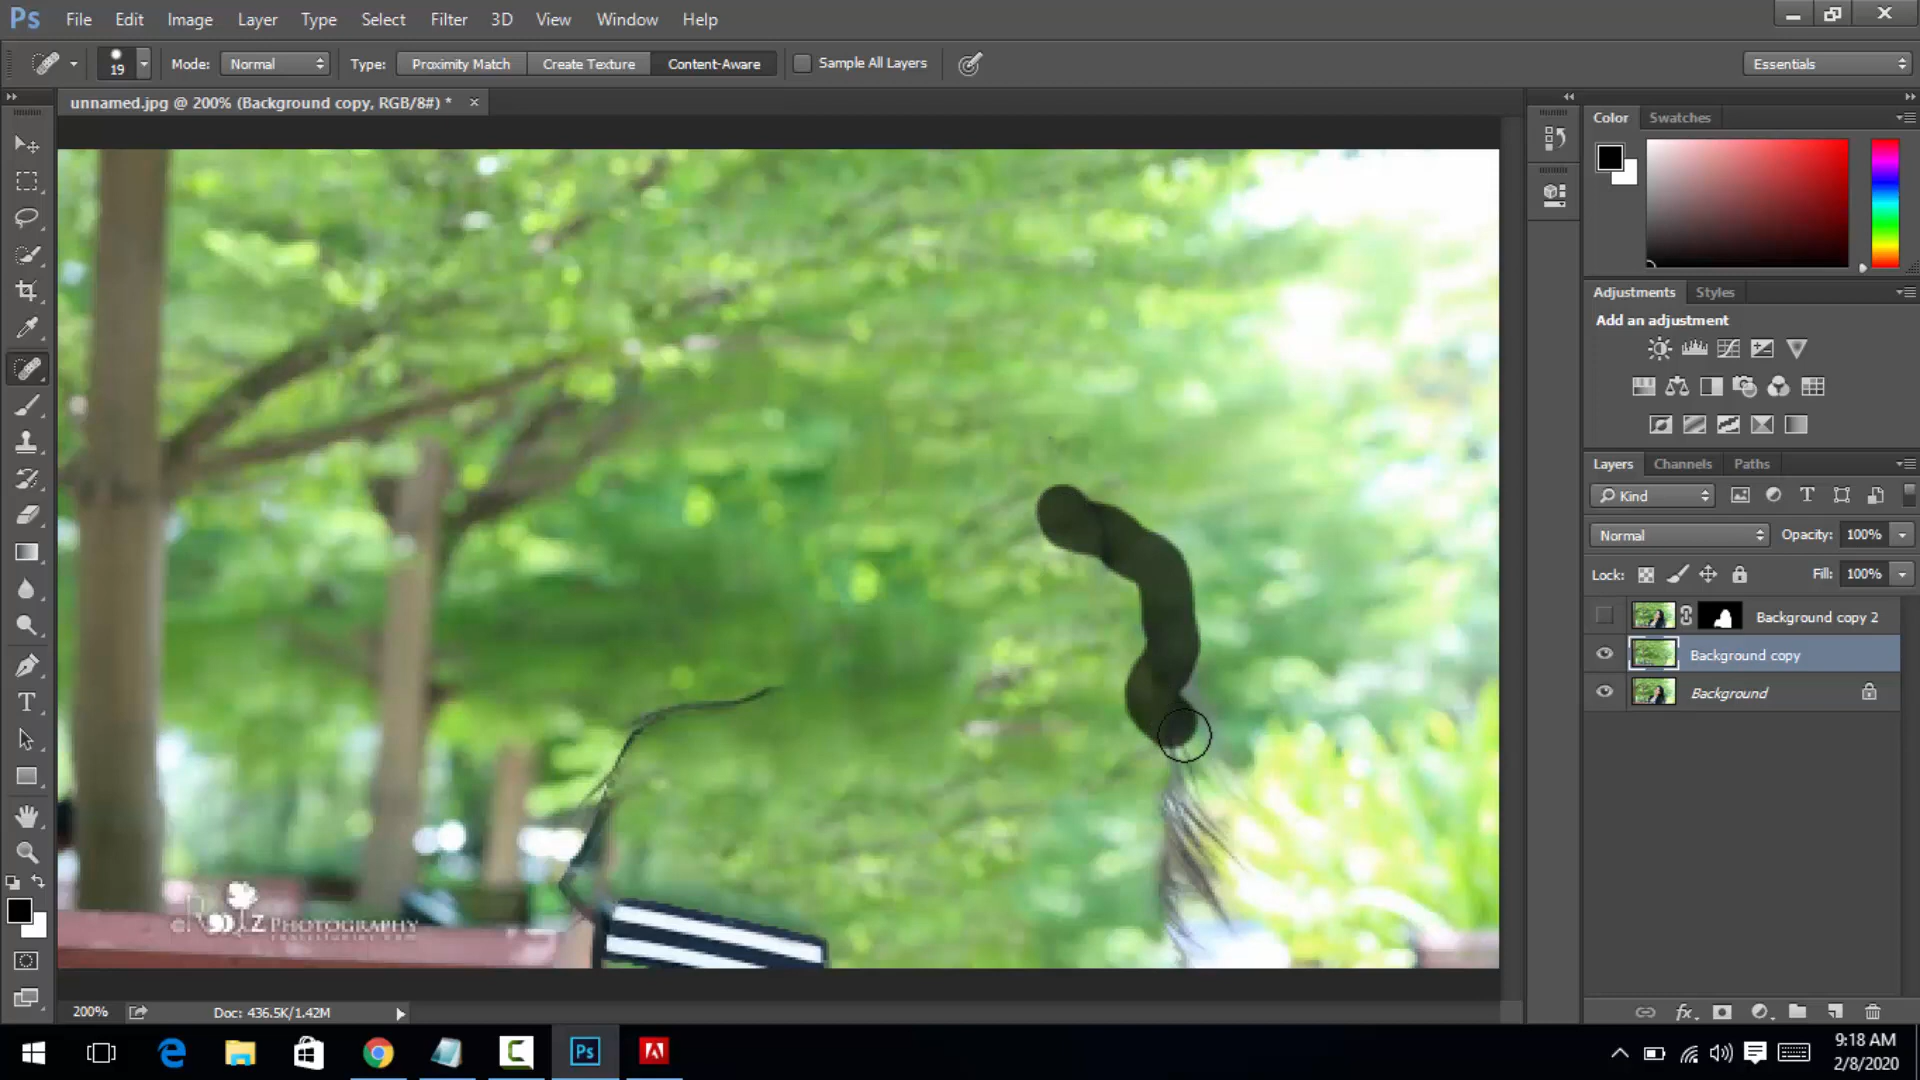 Ps File Edit Image Layer Type Select Filter 3D View Window Help
19 Mode: Normal Type: Proximity Match Create Texture Content-Aware Sample All Layers Essentials
unnamed.jpg @ 200% (Background copy, RGB/8#) *
Color Swatches
Adjustments Styles
Add an adjustment
Layers Channels Paths
Kind
Normal Opacity: 100%
Lock: Fill: 100%
Background copy 2
Background copy
Background
PHOTOGRAPHY
200% Doc: 436.5K/1.42M
fx
Ps
9:18 AM
2/8/2020